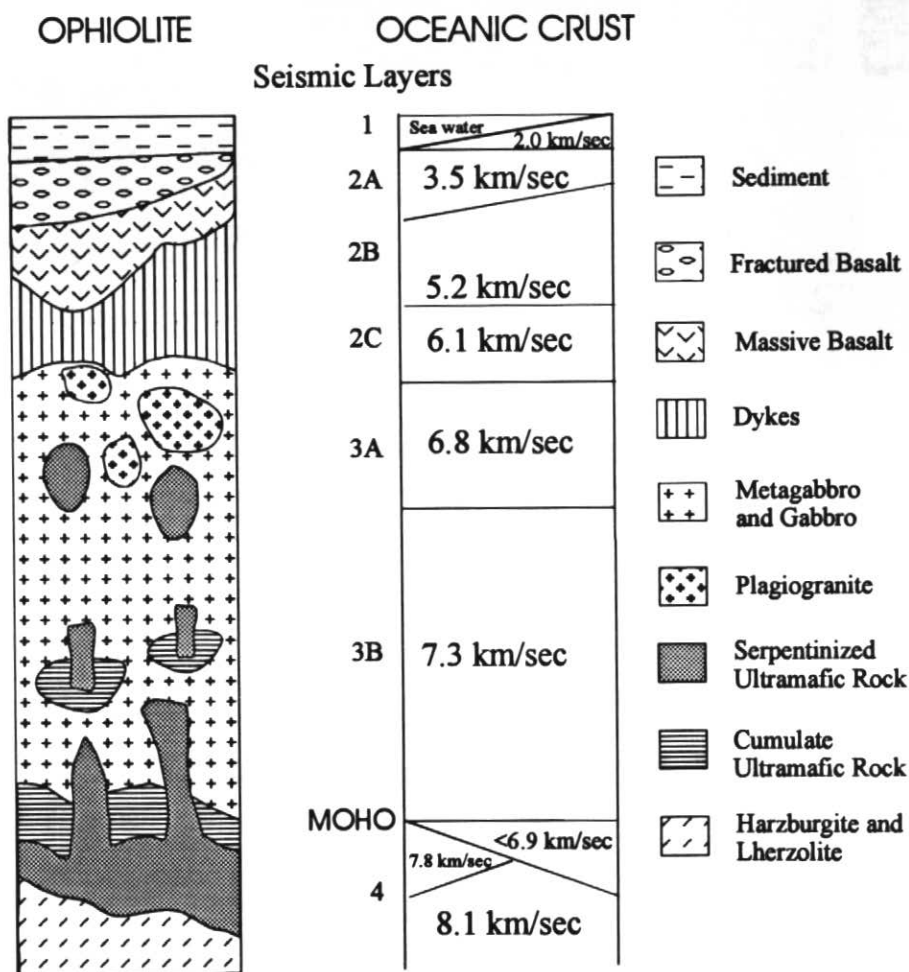 OPHIOLITE
OCEANIC CRUST
Seismic Layers
1
Sea water
2.0 km/sec
2A
3.5 km/sec
2B
5.2 km/sec
2C
6.1 km/sec
3A
6.8 km/sec
3B
7.3 km/sec
MOHO
<6.9 km/sec
7.8 km/sec
4
8.1 km/sec
Sediment
Fractured Basalt
Massive Basalt
Dykes
Metagabbro
and Gabbro
Plagiogranite
Serpentinized
Ultramafic Rock
Cumulate
Ultramafic Rock
Harzburgite and
Lherzolite